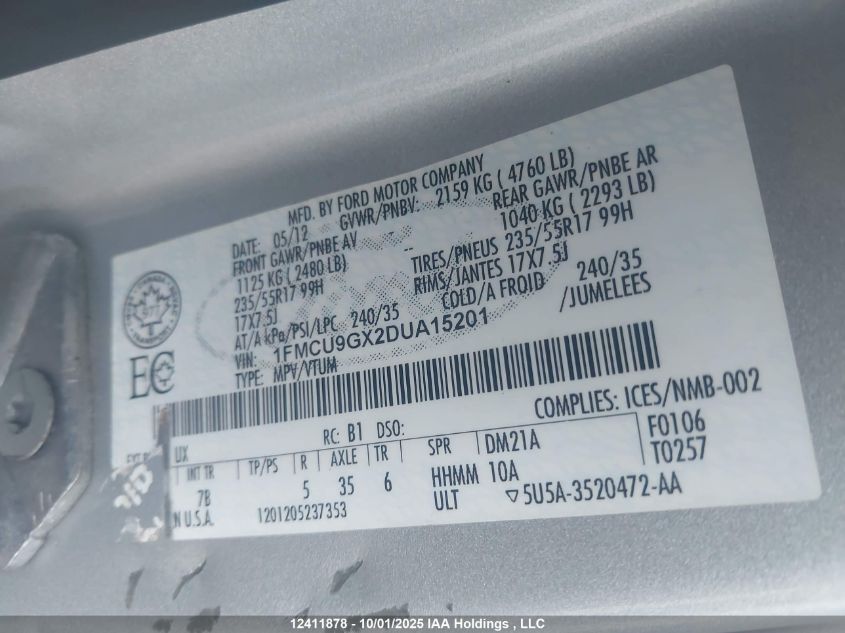 MFD. BY FORD MOTOR COMPANY
DATE: 05/12 GVWR/PNBV: 2159 KG ( 4760 LB)
FRONT GAWR/PNBE AV REAR GAWR/PNBE AR
1125 KG ( 2480 LB) 1040 KG ( 2293 LB)
235/55R17 99H TIRES/PNEUS 235/55R17 99H
17X7.5J RIMS/JANTES 17X7.5J
AT/A kPa/PSI/LPC 240/35 COLD/A FROID 240/35
VIN: 1FMCU9GX2DUA15201 /JUMELEES
TYPE: MPV/VTUM
EC
COMPLIES: ICES/NMB-002
UX RC: B1 DSO: F0106
INT TR TP/PS R AXLE TR SPR DM21A T0257
7B 5 35 6 HHMM 10A
N U.S.A. 1201205237353 ULT 5U5A-3520472-AA
12411878 - 10/01/2025 IAA Holdings , LLC